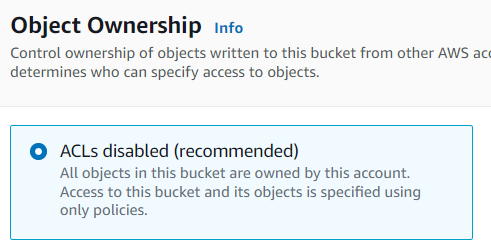 Object Ownership Info
Control ownership of objects written to this bucket from other AWS
determines who can specify access to objects.
ACLs disabled (recommended)
All objects in this bucket are owned by this account.
Access to this bucket and its objects is specified using
only policies.